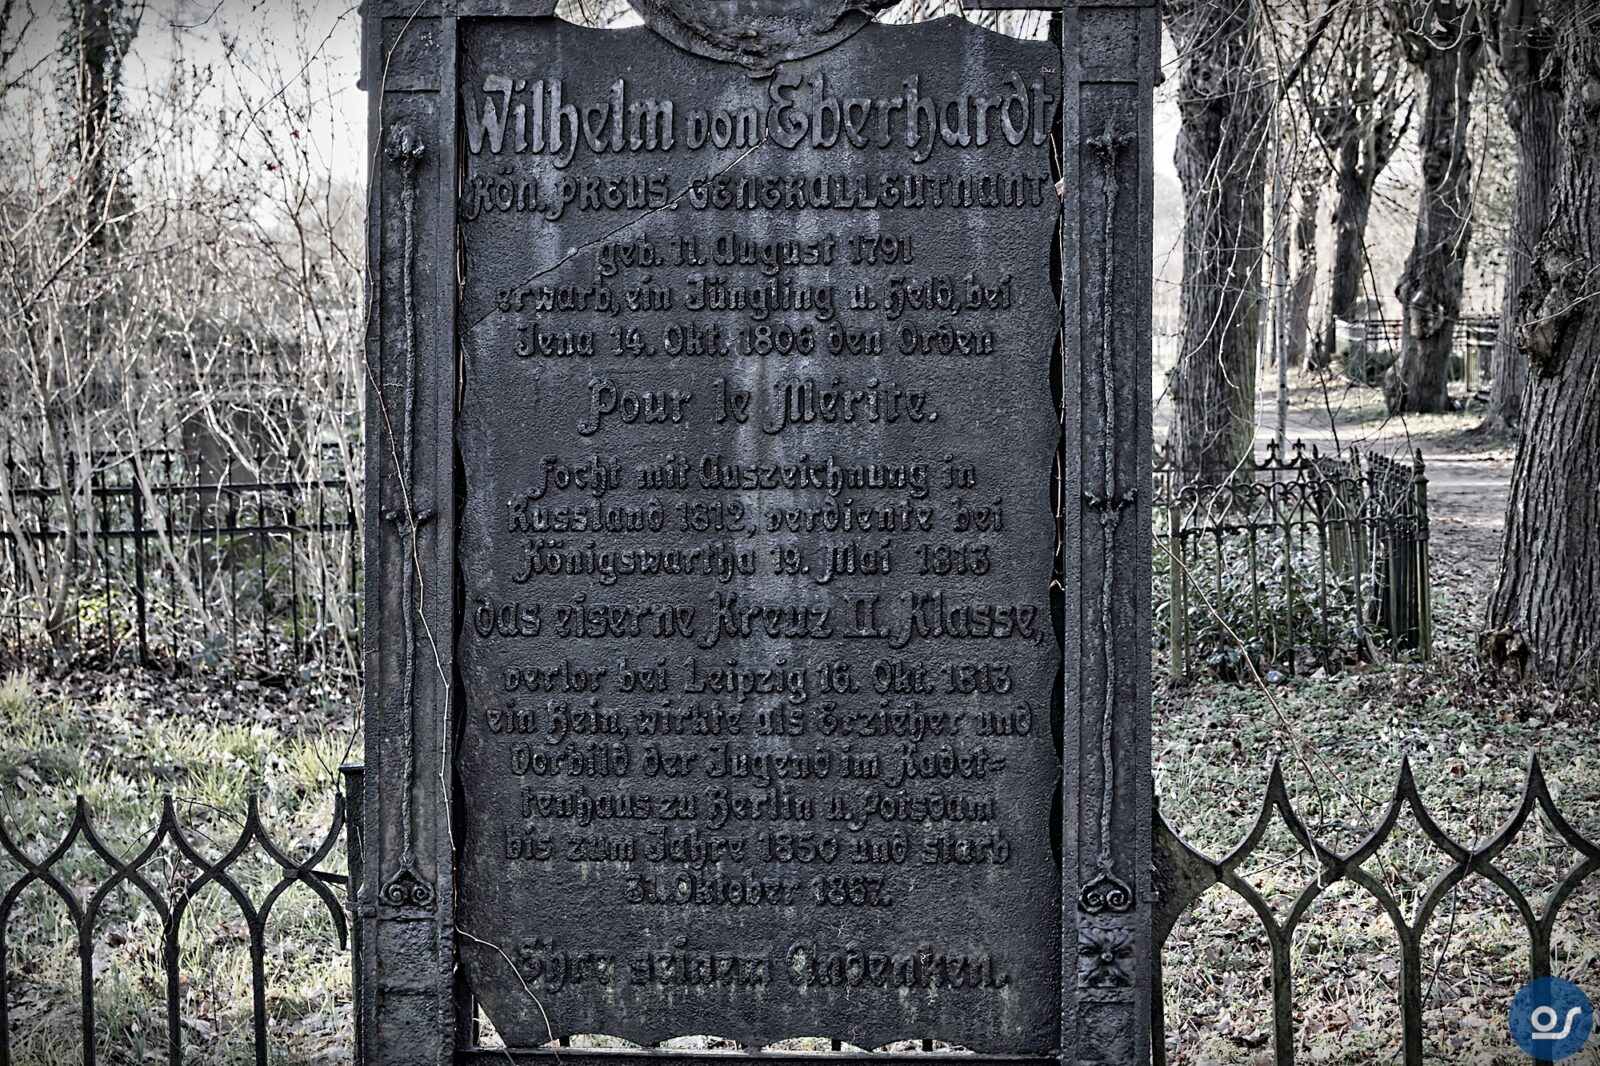 Wilhelm von Eberhardt
KÖN. PREUS. GENERALLEUTNANT
geb. 11. August 1791
erwarb, ein Jüngling u. Held, bei
Jena 14. Okt. 1806 den Orden
Pour le Mérite.
focht mit Auszeichnung in
Russland 1812, verdiente bei
Königswartha 19. Mai 1813
das eiserne Kreuz II. Klasse,
verlor bei Leipzig 16. Okt. 1813
ein Bein, wirkte als Erzieher und
Vorbild der Jugend im Kadet-
tenhaus zu Berlin u. Potsdam
bis zum Jahre 1850 und starb
31. Oktober 1867.
Ehre seinem Andenken.
OS